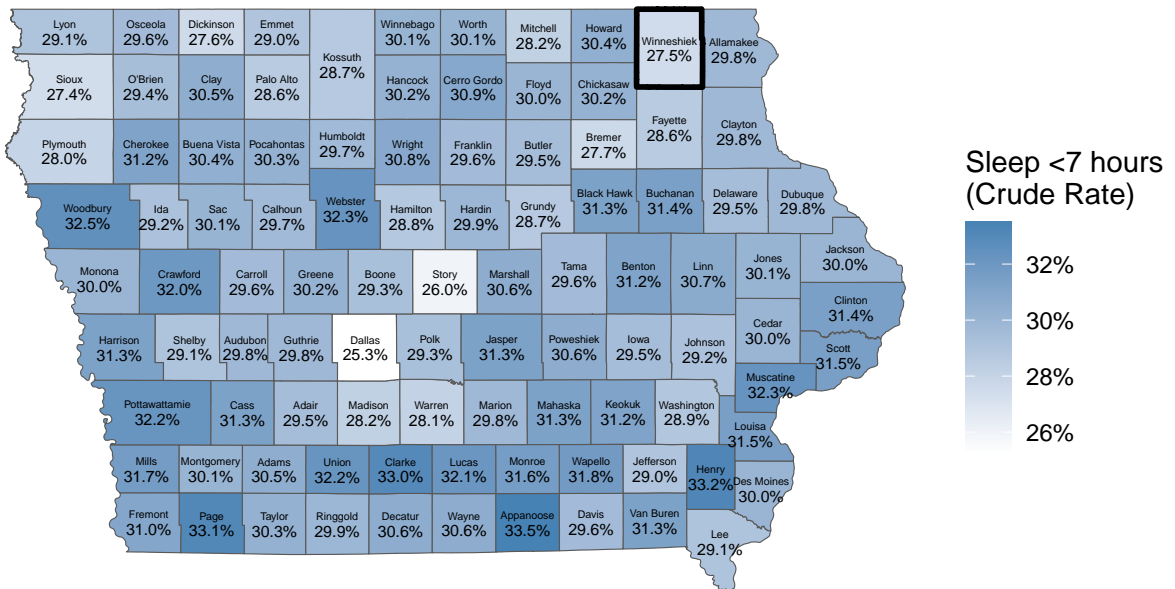 Lyon
29.1%
Osceola
29.6%
Dickinson
27.6%
Emmet
29.0%
Kossuth
28.7%
Winnebago
30.1%
Worth
30.1%
Mitchell
28.2%
Howard
30.4%
Winneshiek
27.5%
Allamakee
29.8%
Sioux
27.4%
O'Brien
29.4%
Clay
30.5%
Palo Alto
28.6%
Hancock
30.2%
Cerro Gordo
30.9%
Floyd
30.0%
Chickasaw
30.2%
Plymouth
28.0%
Cherokee
31.2%
Buena Vista
30.4%
Pocahontas
30.3%
Humboldt
29.7%
Wright
30.8%
Franklin
29.6%
Butler
29.5%
Bremer
27.7%
Fayette
28.6%
Clayton
29.8%
Woodbury
32.5%
Ida
29.2%
Sac
30.1%
Calhoun
29.7%
Webster
32.3%
Hamilton
28.8%
Hardin
29.9%
Grundy
28.7%
Black Hawk
31.3%
Buchanan
31.4%
Delaware
29.5%
Dubuque
29.8%
Monona
30.0%
Crawford
32.0%
Carroll
29.6%
Greene
30.2%
Boone
29.3%
Story
26.0%
Marshall
30.6%
Tama
29.6%
Benton
31.2%
Linn
30.7%
Jones
30.1%
Jackson
30.0%
Clinton
31.4%
Harrison
31.3%
Shelby
29.1%
Audubon
29.8%
Guthrie
29.8%
Dallas
25.3%
Polk
29.3%
Jasper
31.3%
Poweshiek
30.6%
Iowa
29.5%
Johnson
29.2%
Cedar
30.0%
Scott
31.5%
Muscatine
32.3%
Pottawattamie
32.2%
Cass
31.3%
Adair
29.5%
Madison
28.2%
Warren
28.1%
Marion
29.8%
Mahaska
31.3%
Keokuk
31.2%
Washington
28.9%
Louisa
31.5%
Mills
31.7%
Montgomery
30.1%
Adams
30.5%
Union
32.2%
Clarke
33.0%
Lucas
32.1%
Monroe
31.6%
Wapello
31.8%
Jefferson
29.0%
Henry
33.2%
Des Moines
30.0%
Fremont
31.0%
Page
33.1%
Taylor
30.3%
Ringgold
29.9%
Decatur
30.6%
Wayne
30.6%
Appanoose
33.5%
Davis
29.6%
Van Buren
31.3%
Lee
29.1%
Sleep <7 hours
(Crude Rate)
32%
30%
28%
26%